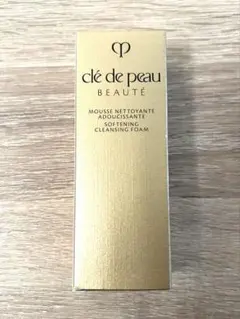 clé de peau
BEAUTÉ
MOUSSE NETTOYANTE
ADOUCISSANTE
SOFTENING
CLEANSING FOAM